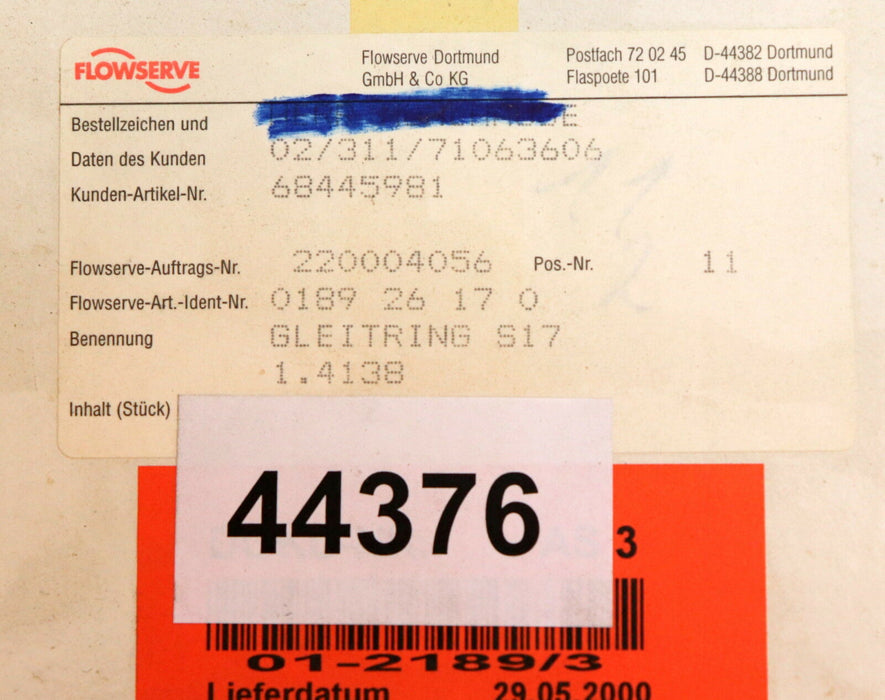 FLOWSERVE
Flowserve Dortmund GmbH & Co KG
Postfach 72 02 45 D-44382 Dortmund
Flaspoete 101 D-44388 Dortmund
Bestellzeichen und
Daten des Kunden 02/311/71063606
Kunden-Artikel-Nr. 68445981
Flowserve-Auftrags-Nr. 220004056 Pos.-Nr. 11
Flowserve-Art.-Ident-Nr. 0189 26 17 0
Benennung GLEITRING S17
1.4138
Inhalt (Stück)
44376
3
01-2189/3
Lieferdatum 29.05.2000